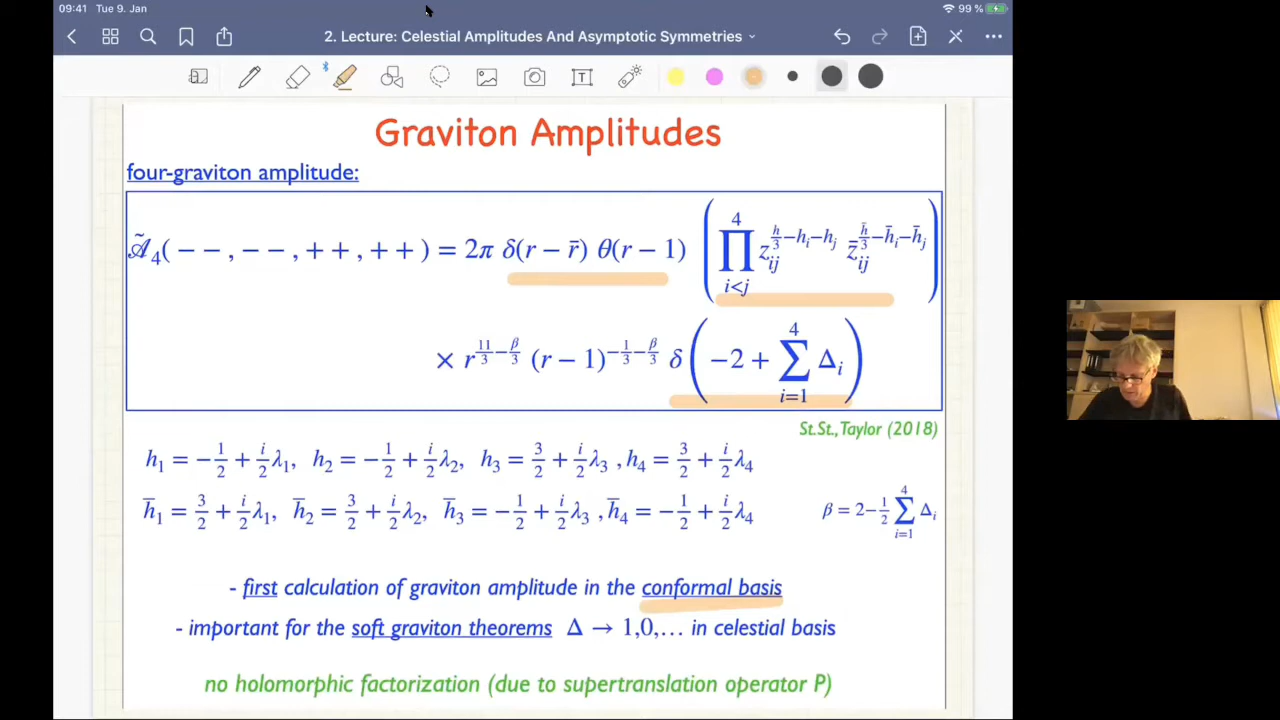 09:41 Tue 9. Jan 99 %
2. Lecture: Celestial Amplitudes And Asymptotic Symmetries
T
Graviton Amplitudes
four-graviton amplitude:
𝒜̃₄(− −, − −, + +, + +) = 2π δ(r − r̄) θ(r − 1) (∏_{i<j}^{4} z_{ij}^{h/3−h_i−h_j} z̄_{ij}^{h̄/3−h̄_i−h̄_j})
× r^{11/3−β/3} (r − 1)^{−1/3−β/3} δ(−2 + ∑_{i=1}^{4} Δ_i)
St.St.,Taylor (2018)
h₁ = −1/2 + i/2 λ₁, h₂ = −1/2 + i/2 λ₂, h₃ = 3/2 + i/2 λ₃ , h₄ = 3/2 + i/2 λ₄
h̄₁ = 3/2 + i/2 λ₁, h̄₂ = 3/2 + i/2 λ₂, h̄₃ = −1/2 + i/2 λ₃ , h̄₄ = −1/2 + i/2 λ₄ β = 2−1/2 ∑_{i=1}^{4} Δ_i
- first calculation of graviton amplitude in the conformal basis
- important for the soft graviton theorems Δ → 1,0,… in celestial basis
no holomorphic factorization (due to supertranslation operator P)